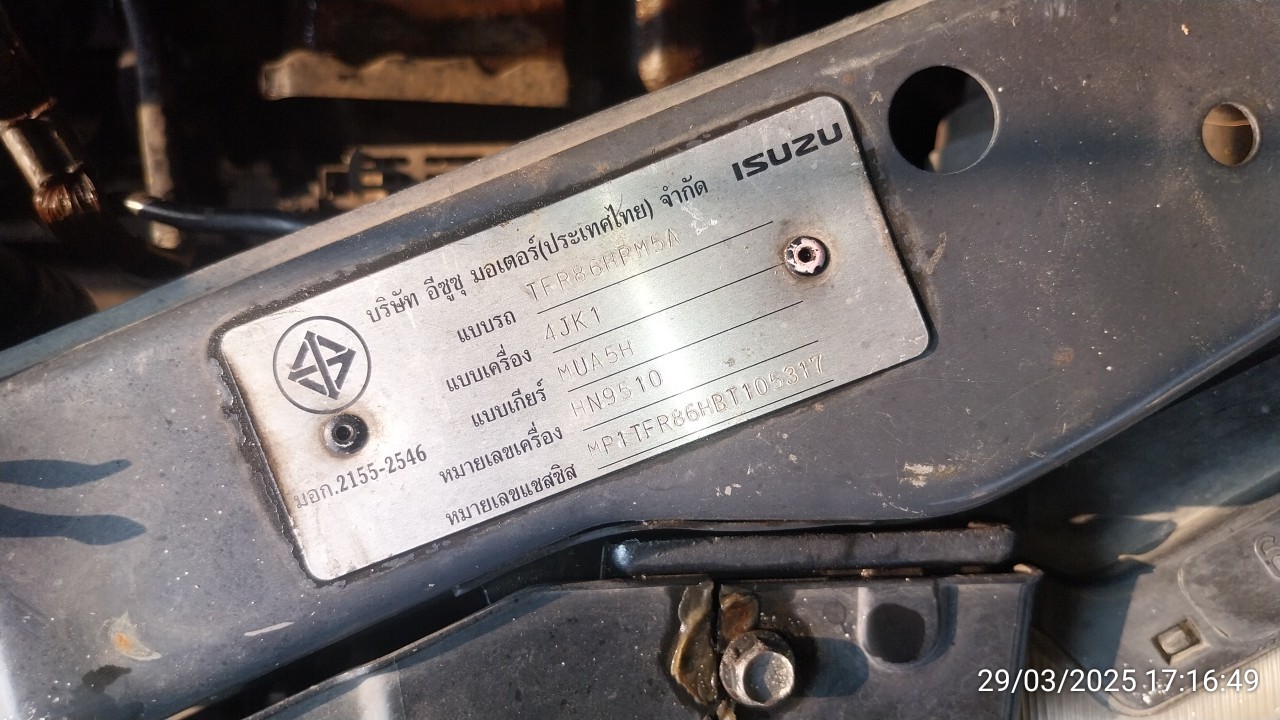 ISUZU
บริษัท อีซูซุ มอเตอร์(ประเทศไทย) จำกัด
แบบรถ TFR86HRM5A
แบบเครื่อง 4JK1
แบบเกียร์ MUA5H
หมายเลขเครื่อง HN9510
หมายเลขแชสซิส MP1TFR86HBT105317
มอก.2155-2546
29/03/2025 17:16:49